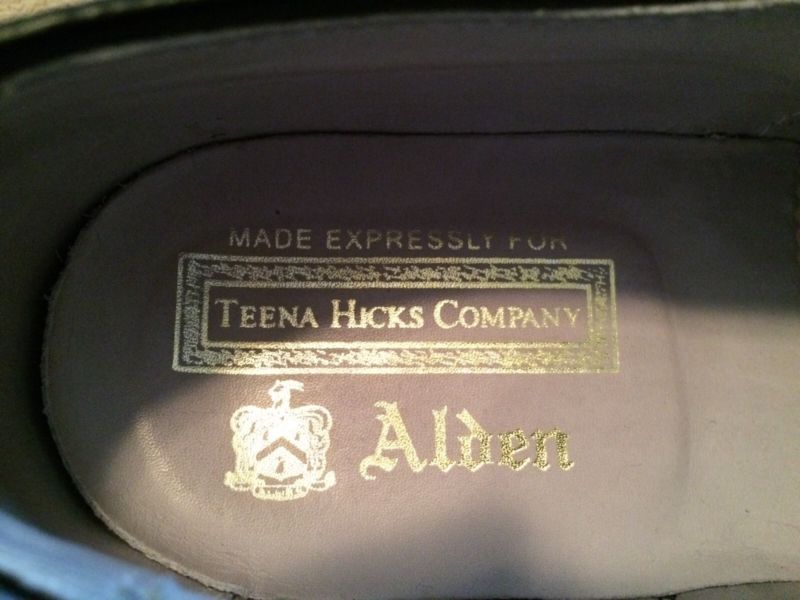 MADE EXPRESSLY FOR
TEENA HICKS COMPANY
Alden